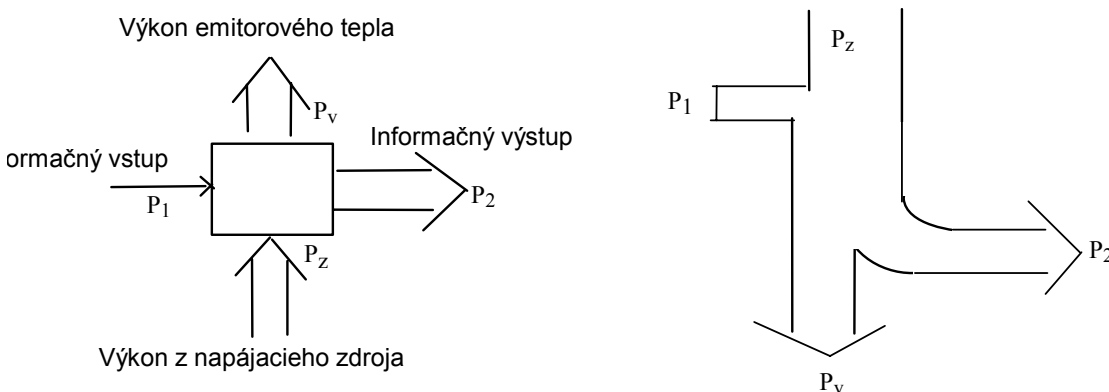 Výkon emitorového tepla
P_v
Informačný výstup
ormačný vstup
P_1
P_2
P_z
Výkon z napájacieho zdroja
P_z
P_1
P_2
P_v